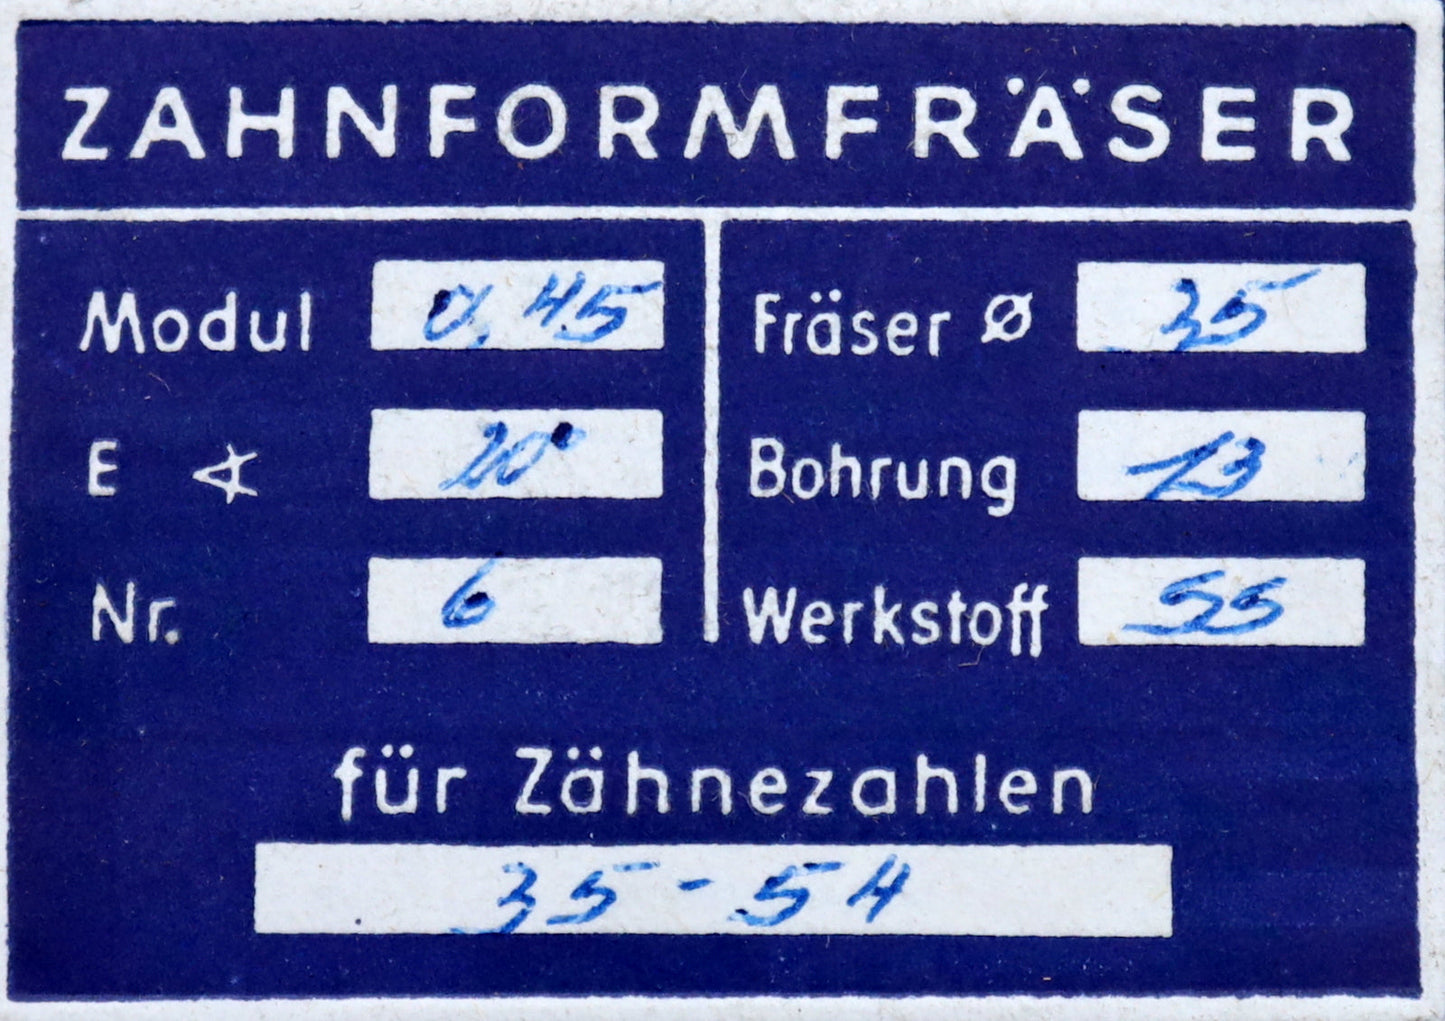 ZAHNFORMFRÄSER
Modul 0,45
E ∢ 20°
Nr. 6
Fräser Ø 35
Bohrung 13
Werkstoff SS
für Zähnezahlen
35-54